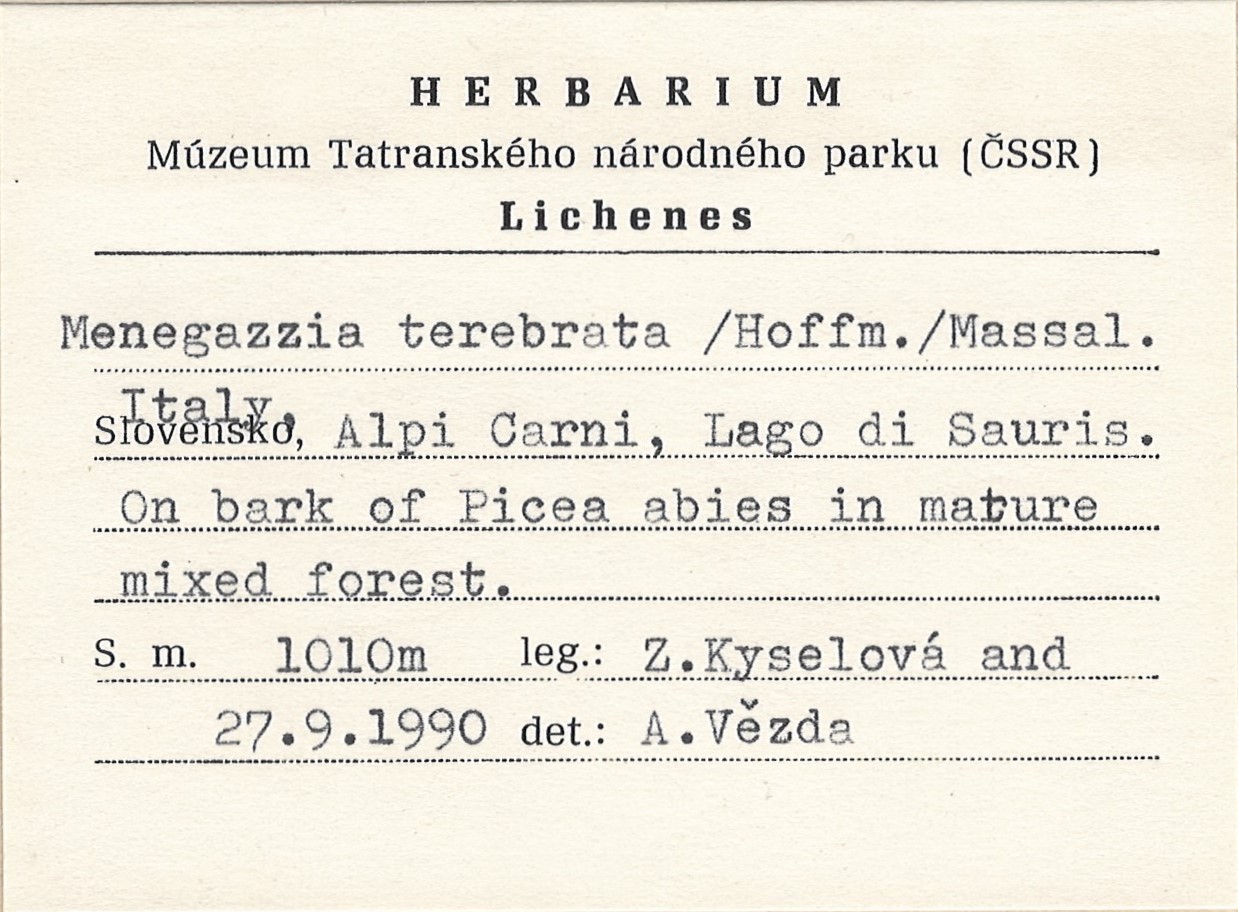 HERBARIUM
Múzeum Tatranského národného parku (ČSSR)
Lichenes
Menegazzia terebrata /Hoffm./Massal.
Italy,
Slovensko, Alpi Carni, Lago di Sauris.
On bark of Picea abies in mature
mixed forest.
S. m. 1010m leg.: Z.Kyselová and
27.9.1990 det.: A.Vězda